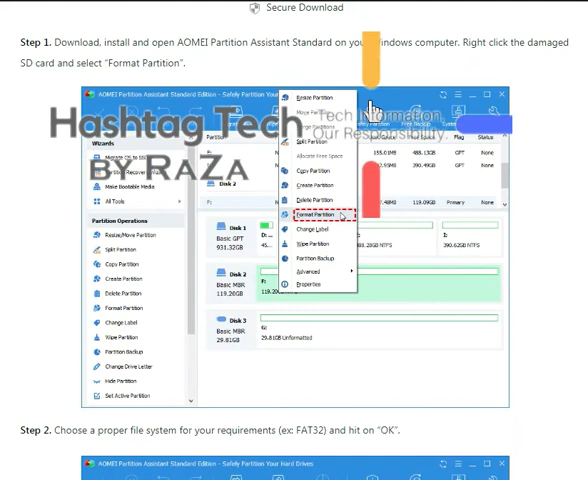 Secure Download
Step 1. Download, install and open AOMEI Partition Assistant Standard on your Windows computer. Right click the damaged
SD card and select “Format Partition”.
AOMEI Partition Assistant Standard Edition - Safely Partition Your
Hashtag Tech
BY RAZA
Tech Information,
Our Responsibility.
Resize Partition
Split Partition
Allocate Free Space
Copy Partition
Create Partition
Delete Partition
Format Partition
Change Label
Wipe Partition
Partition Backup
Advanced
Properties
Partition
Flag
Status
155.0MB
488.13GB
GPT
None
390.49GB
GPT
None
Disk 2
119.09GB
Primary
None
Wizards
Make Bootable Media
All Tools
Partition Operations
Resize/Move Partition
Split Partition
Copy Partition
Create Partition
Delete Partition
Format Partition
Change Label
Wipe Partition
Partition Backup
Change Drive Letter
Hide Partition
Set Active Partition
Disk 1
Basic GPT
931.32GB
D:
45...
I:
390.62GB NTFS
Disk 2
Basic MBR
119.20GB
F:
Disk 3
Basic MBR
29.81GB
G:
29.81GB Unformatted
Step 2. Choose a proper file system for your requirements (ex: FAT32) and hit on “OK”.
AOMEI Partition Assistant Standard Edition - Safely Partition Your Hard Drives